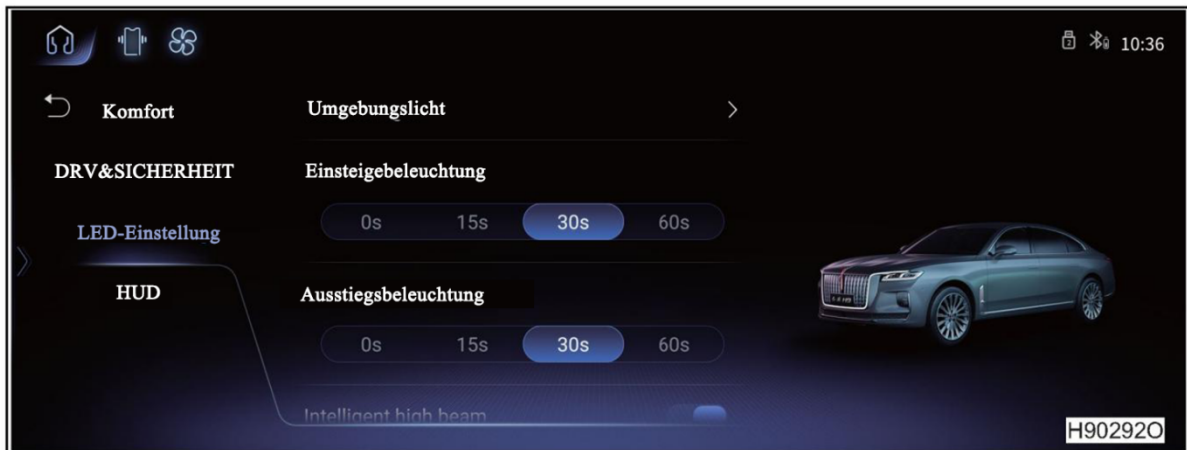 10:36
Komfort
Umgebungslicht
DRV&SICHERHEIT
Einsteigebeleuchtung
0s 15s 30s 60s
LED-Einstellung
HUD
Ausstiegsbeleuchtung
0s 15s 30s 60s
Intelligent high beam
H90292O